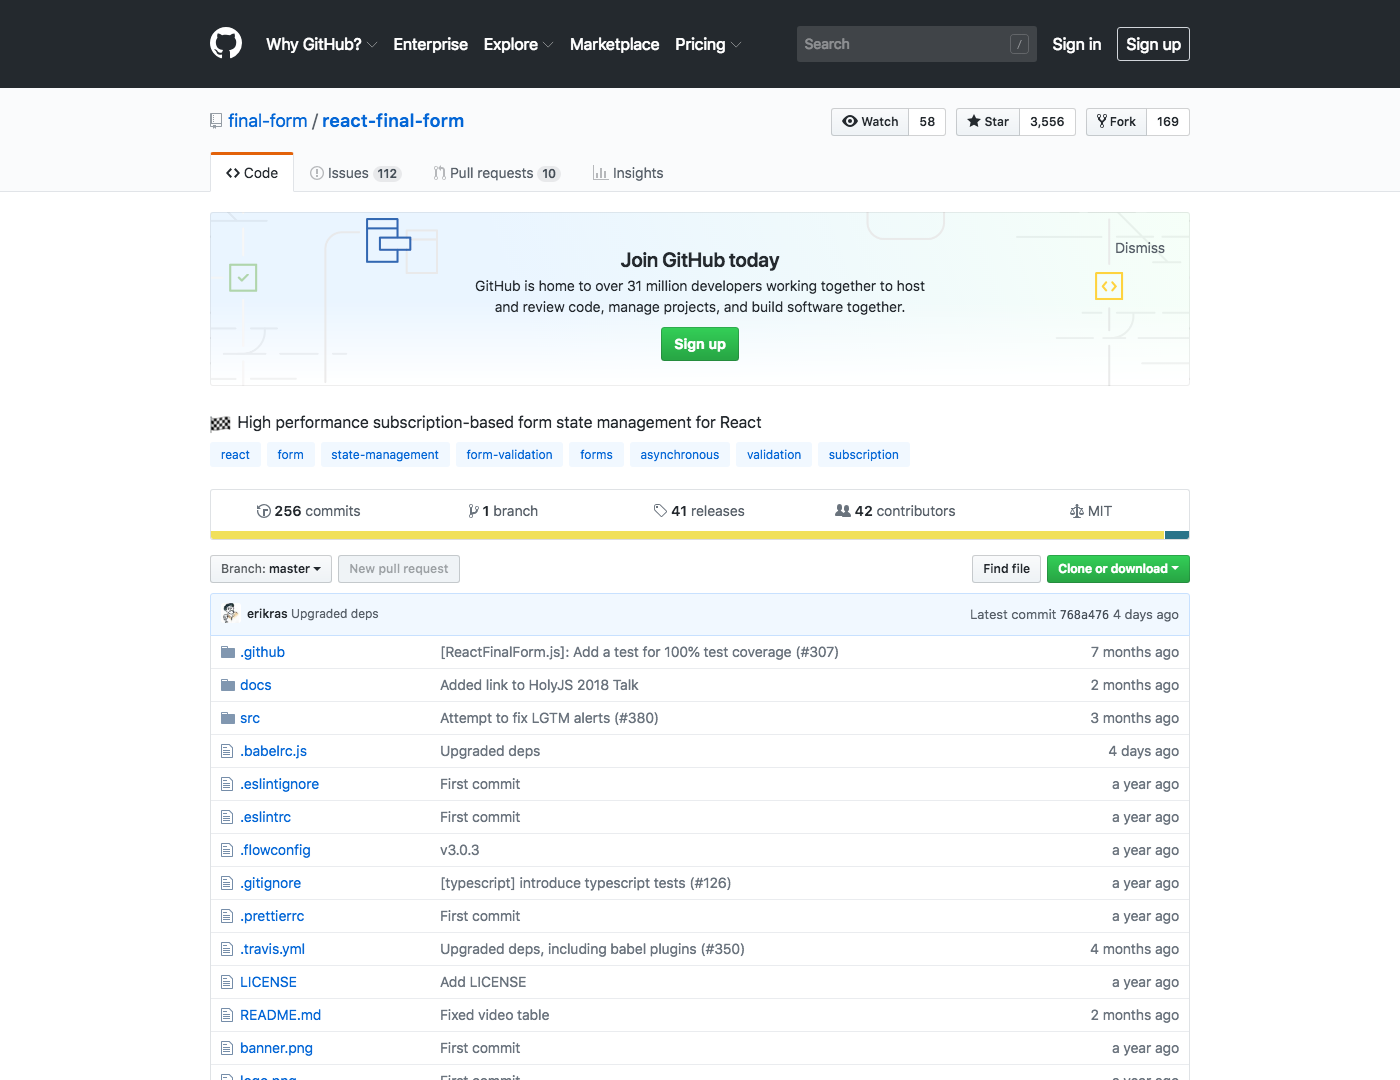 Why GitHub? Enterprise Explore Marketplace Pricing Search / Sign in Sign up
final-form / react-final-form Watch 58 Star 3,556 Fork 169
Code Issues 112 Pull requests 10 Insights
Dismiss
Join GitHub today
GitHub is home to over 31 million developers working together to host
and review code, manage projects, and build software together.
Sign up
High performance subscription-based form state management for React
react form state-management form-validation forms asynchronous validation subscription
256 commits 1 branch 41 releases 42 contributors MIT
Branch: master New pull request Find file Clone or download
erikras Upgraded deps Latest commit 768a476 4 days ago
.github [ReactFinalForm.js]: Add a test for 100% test coverage (#307) 7 months ago
docs Added link to HolyJS 2018 Talk 2 months ago
src Attempt to fix LGTM alerts (#380) 3 months ago
.babelrc.js Upgraded deps 4 days ago
.eslintignore First commit a year ago
.eslintrc First commit a year ago
.flowconfig v3.0.3 a year ago
.gitignore [typescript] introduce typescript tests (#126) a year ago
.prettierrc First commit a year ago
.travis.yml Upgraded deps, including babel plugins (#350) 4 months ago
LICENSE Add LICENSE a year ago
README.md Fixed video table 2 months ago
banner.png First commit a year ago
logo.png First commit a year ago